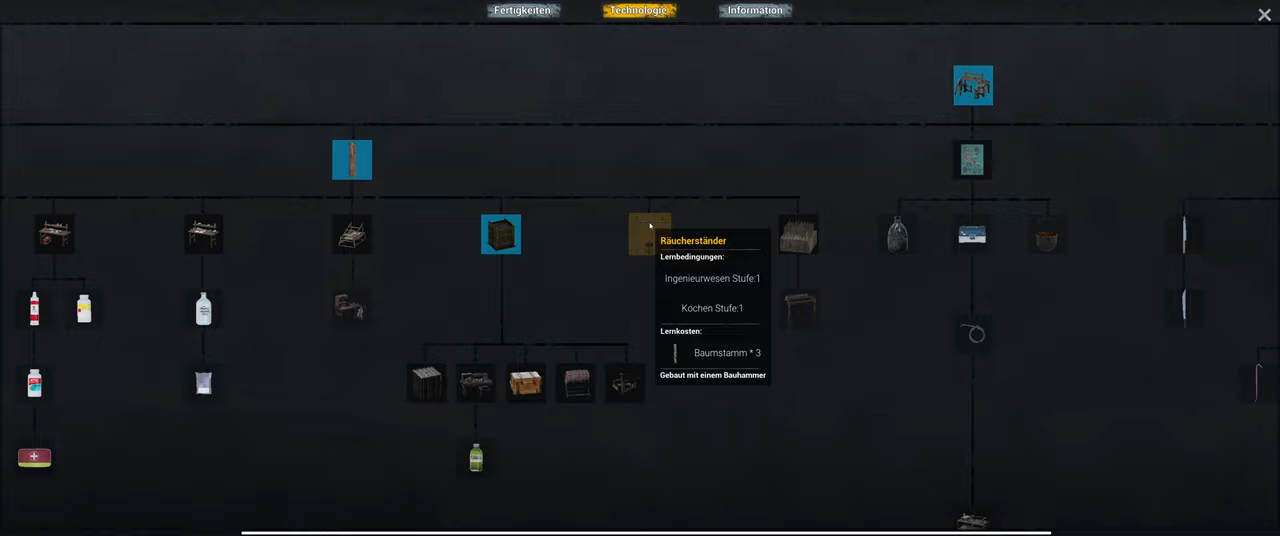 Fertigkeiten
Technologie
Information
Räucherständer
Lernbedingungen:
Ingenieurwesen Stufe:1
Kochen Stufe:1
Lernkosten:
Baumstamm * 3
Gebaut mit einem Bauhammer